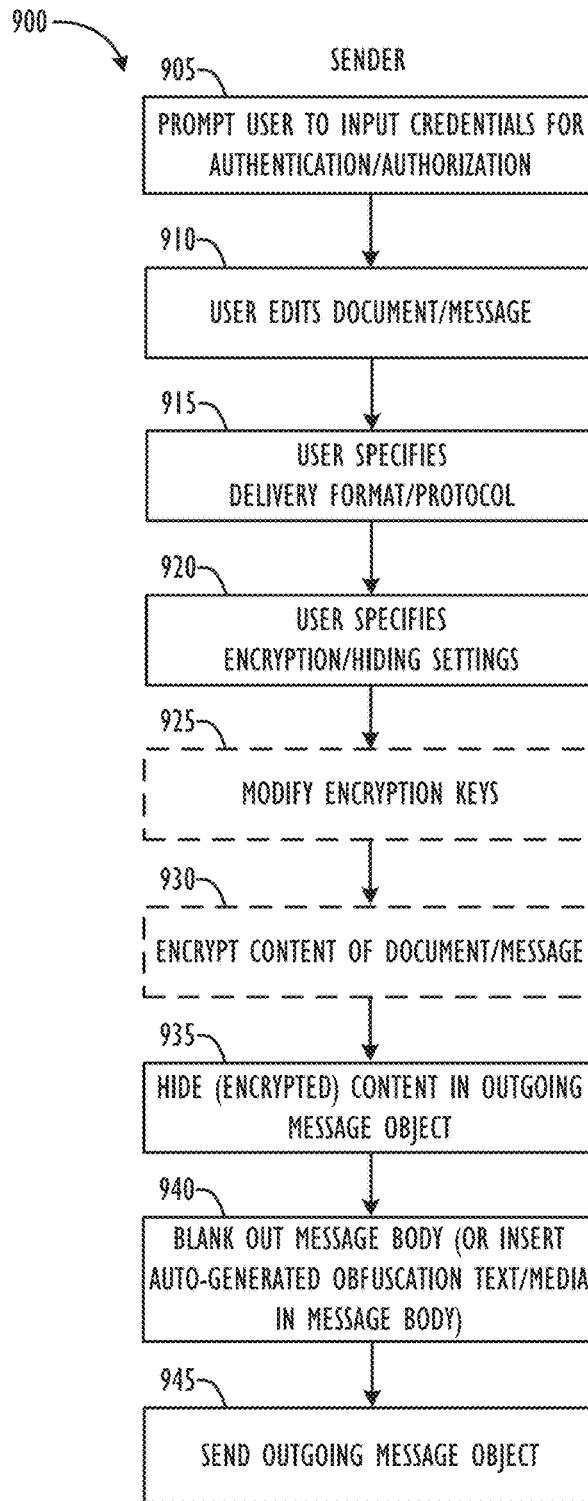 900
SENDER
905
PROMPT USER TO INPUT CREDENTIALS FOR
AUTHENTICATION/AUTHORIZATION
910
USER EDITS DOCUMENT/MESSAGE
915
USER SPECIFIES
DELIVERY FORMAT/PROTOCOL
920
USER SPECIFIES
ENCRYPTION/HIDING SETTINGS
925
MODIFY ENCRYPTION KEYS
930
ENCRYPT CONTENT OF DOCUMENT/MESSAGE
935
HIDE (ENCRYPTED) CONTENT IN OUTGOING
MESSAGE OBJECT
940
BLANK OUT MESSAGE BODY (OR INSERT
AUTO-GENERATED OBFUSCATION TEXT/MEDIA
IN MESSAGE BODY)
945
SEND OUTGOING MESSAGE OBJECT